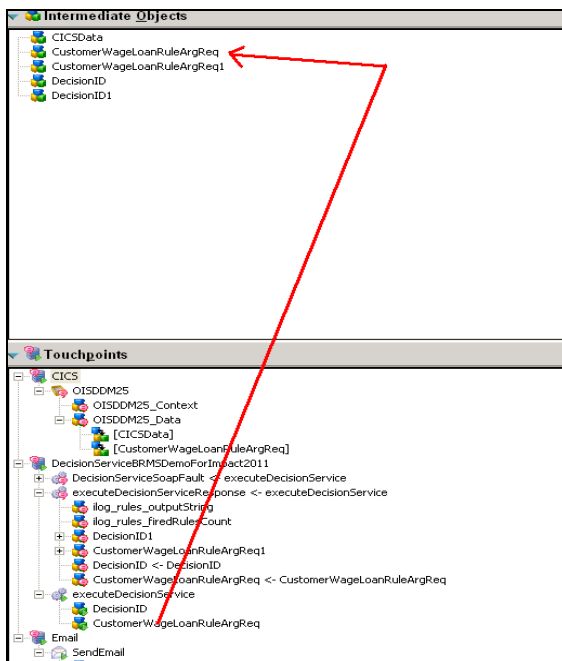 Intermediate Objects
CICSData
CustomerWageLoanRuleArgReq
CustomerWageLoanRuleArgReq1
DecisionID
DecisionID1
Touchpoints
CICS
OISDDM25
OISDDM25_Context
OISDDM25_Data
[CICSData]
[CustomerWageLoanRuleArgReq]
DecisionServiceBRMSDemoForImpact2011
DecisionServiceSoapFault <- executeDecisionService
executeDecisionServiceResponse <- executeDecisionService
ilog_rules_outputString
ilog_rules_firedRulesCount
DecisionID1
CustomerWageLoanRuleArgReq1
DecisionID <- DecisionID
CustomerWageLoanRuleArgReq <- CustomerWageLoanRuleArgReq
executeDecisionService
DecisionID
CustomerWageLoanRuleArgReq
Email
SendEmail